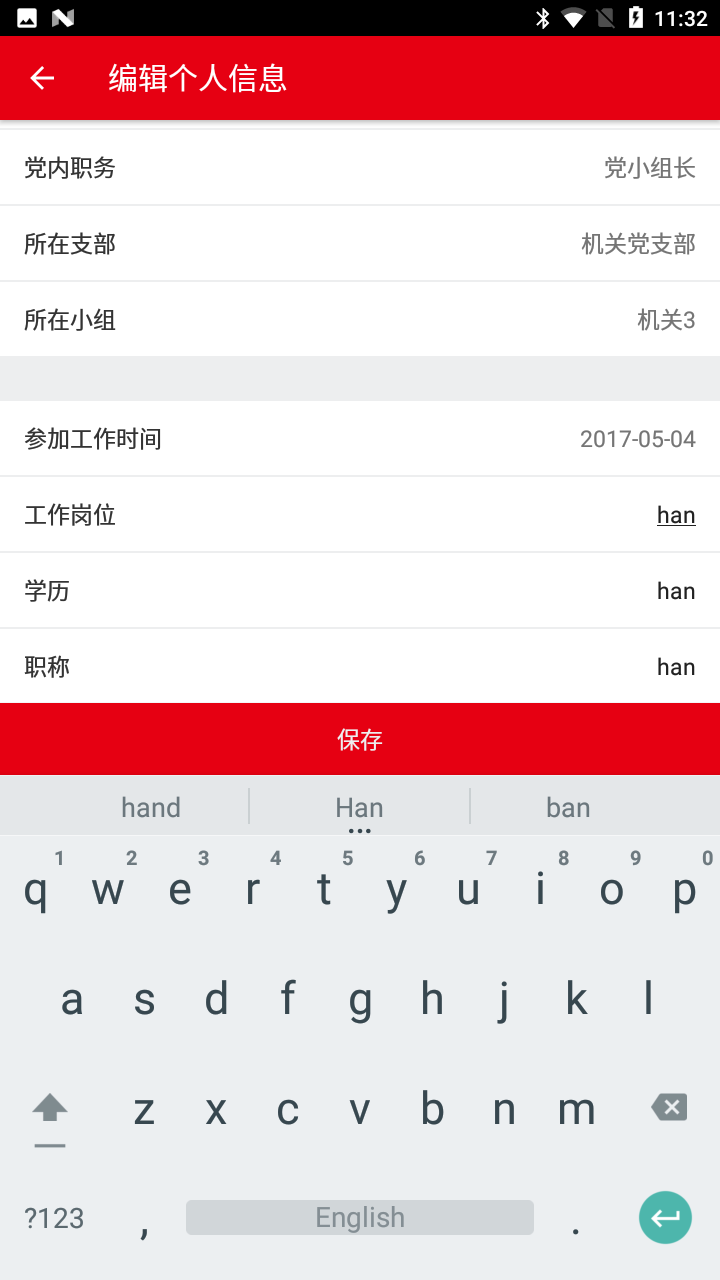 11:32
编辑个人信息
党内职务 党小组长
所在支部 机关党支部
所在小组 机关3
参加工作时间 2017-05-04
工作岗位 han
学历 han
职称 han
保存
hand Han ban
1 2 3 4 5 6 7 8 9 0
q w e r t y u i o p
a s d f g h j k l
z x c v b n m
?123 , English .